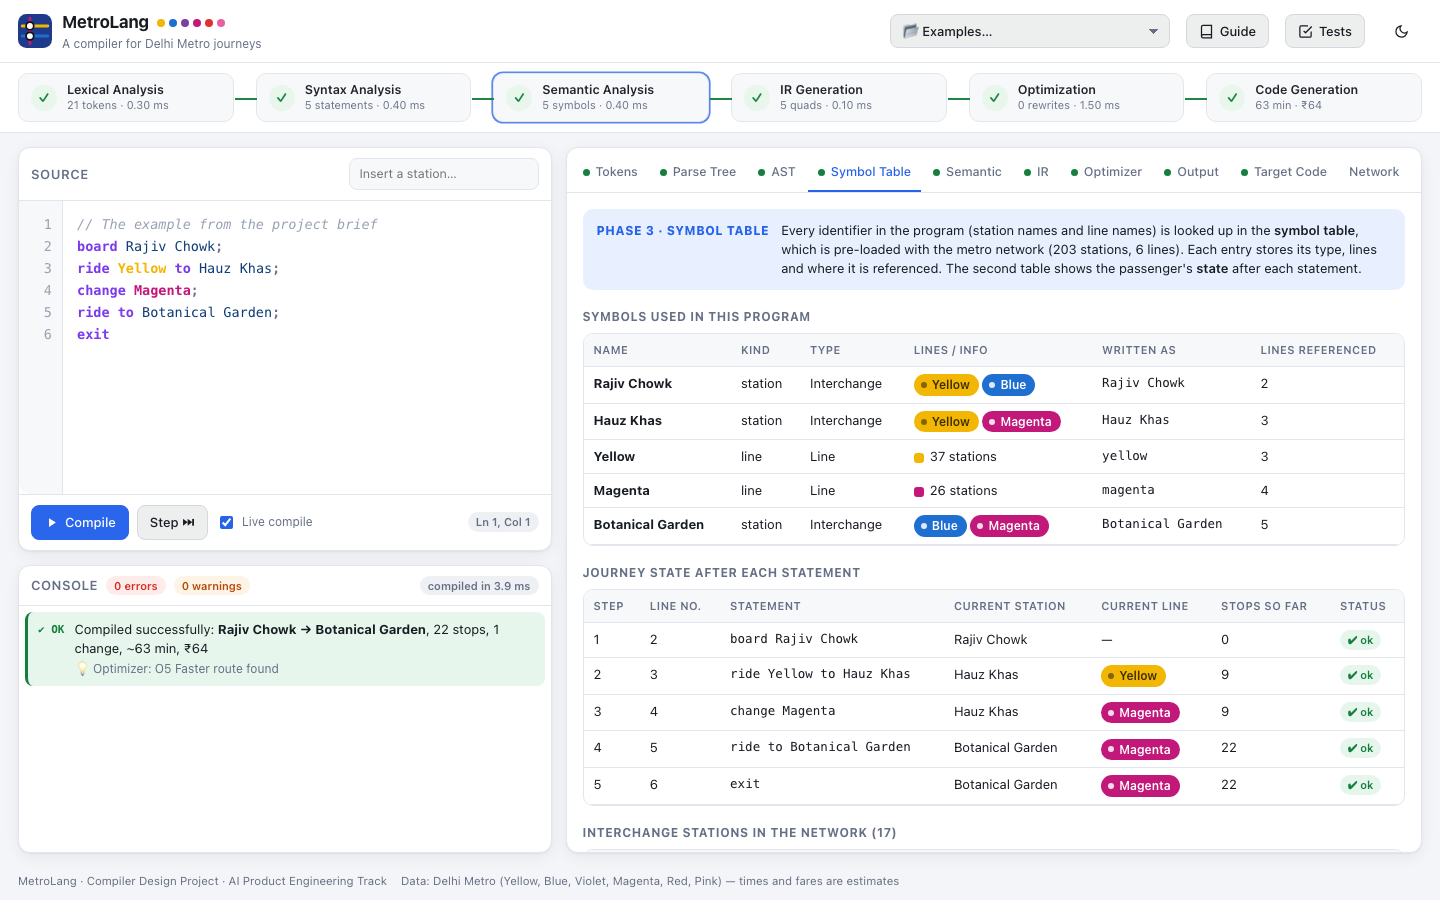 MetroLang
A compiler for Delhi Metro journeys
📂 Examples...
Guide
Tests
Lexical Analysis
21 tokens · 0.30 ms
Syntax Analysis
5 statements · 0.40 ms
Semantic Analysis
5 symbols · 0.40 ms
IR Generation
5 quads · 0.10 ms
Optimization
0 rewrites · 1.50 ms
Code Generation
63 min · ₹64
SOURCE
Insert a station...
1 // The example from the project brief
2 board Rajiv Chowk;
3 ride Yellow to Hauz Khas;
4 change Magenta;
5 ride to Botanical Garden;
6 exit
Compile
Step ⏭
Live compile
Ln 1, Col 1
CONSOLE 0 errors 0 warnings compiled in 3.9 ms
✔ OK Compiled successfully: Rajiv Chowk → Botanical Garden, 22 stops, 1
change, ~63 min, ₹64
💡 Optimizer: O5 Faster route found
Tokens Parse Tree AST Symbol Table Semantic IR Optimizer Output Target Code Network
PHASE 3 · SYMBOL TABLE Every identifier in the program (station names and line names) is looked up in the symbol table,
which is pre-loaded with the metro network (203 stations, 6 lines). Each entry stores its type, lines
and where it is referenced. The second table shows the passenger's state after each statement.
SYMBOLS USED IN THIS PROGRAM
NAME KIND TYPE LINES / INFO WRITTEN AS LINES REFERENCED
Rajiv Chowk station Interchange Yellow Blue Rajiv Chowk 2
Hauz Khas station Interchange Yellow Magenta Hauz Khas 3
Yellow line Line 37 stations yellow 3
Magenta line Line 26 stations magenta 4
Botanical Garden station Interchange Blue Magenta Botanical Garden 5
JOURNEY STATE AFTER EACH STATEMENT
STEP LINE NO. STATEMENT CURRENT STATION CURRENT LINE STOPS SO FAR STATUS
1 2 board Rajiv Chowk Rajiv Chowk — 0 ✔ ok
2 3 ride Yellow to Hauz Khas Hauz Khas Yellow 9 ✔ ok
3 4 change Magenta Hauz Khas Magenta 9 ✔ ok
4 5 ride to Botanical Garden Botanical Garden Magenta 22 ✔ ok
5 6 exit Botanical Garden Magenta 22 ✔ ok
INTERCHANGE STATIONS IN THE NETWORK (17)
MetroLang · Compiler Design Project · AI Product Engineering Track Data: Delhi Metro (Yellow, Blue, Violet, Magenta, Red, Pink) — times and fares are estimates